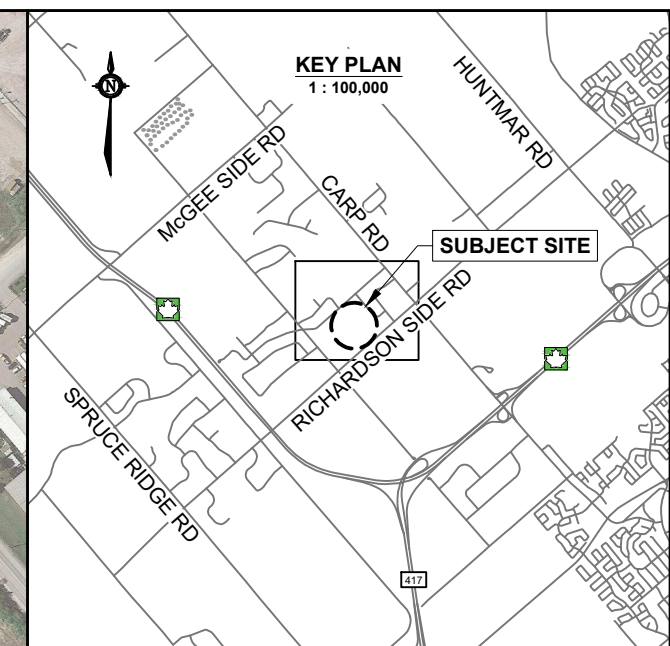 KEY PLAN
1 : 100,000
N
HUNTMAR RD
McGEE SIDE RD
CARP RD
SUBJECT SITE
RICHARDSON SIDE RD
SPRUCE RIDGE RD
417